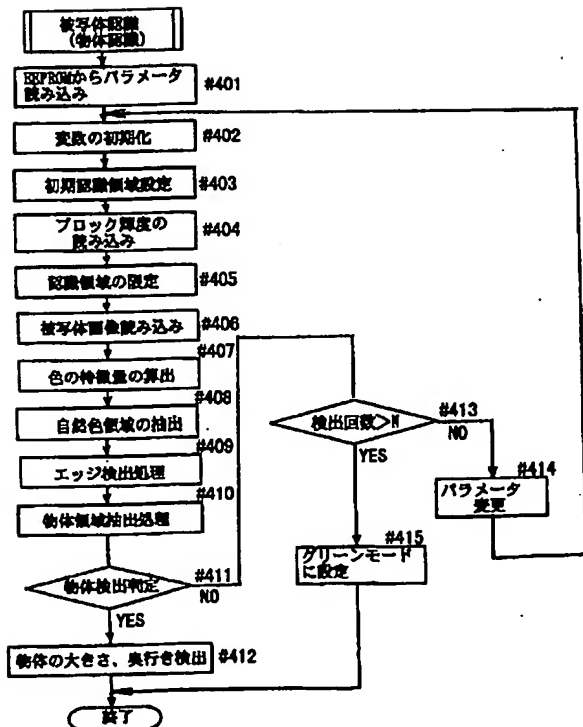 被写体認識
(物体認識)
EEPROMからパラメータ
読み込み
#401
変数の初期化
#402
初期認識領域設定
#403
ブロック輝度の
読み込み
#404
認識領域の限定
#405
被写体画像読み込み
#406
#407
色の特徴量の算出
#408
自然色領域の抽出
#409
エッジ検出処理
#410
物体領域抽出処理
物体検出判定
#411
NO
YES
物体の大きさ、奥行き検出
#412
終了
検出回数>N
#413
NO
YES
#414
パラメータ
変更
#415
グリーンモード
に設定